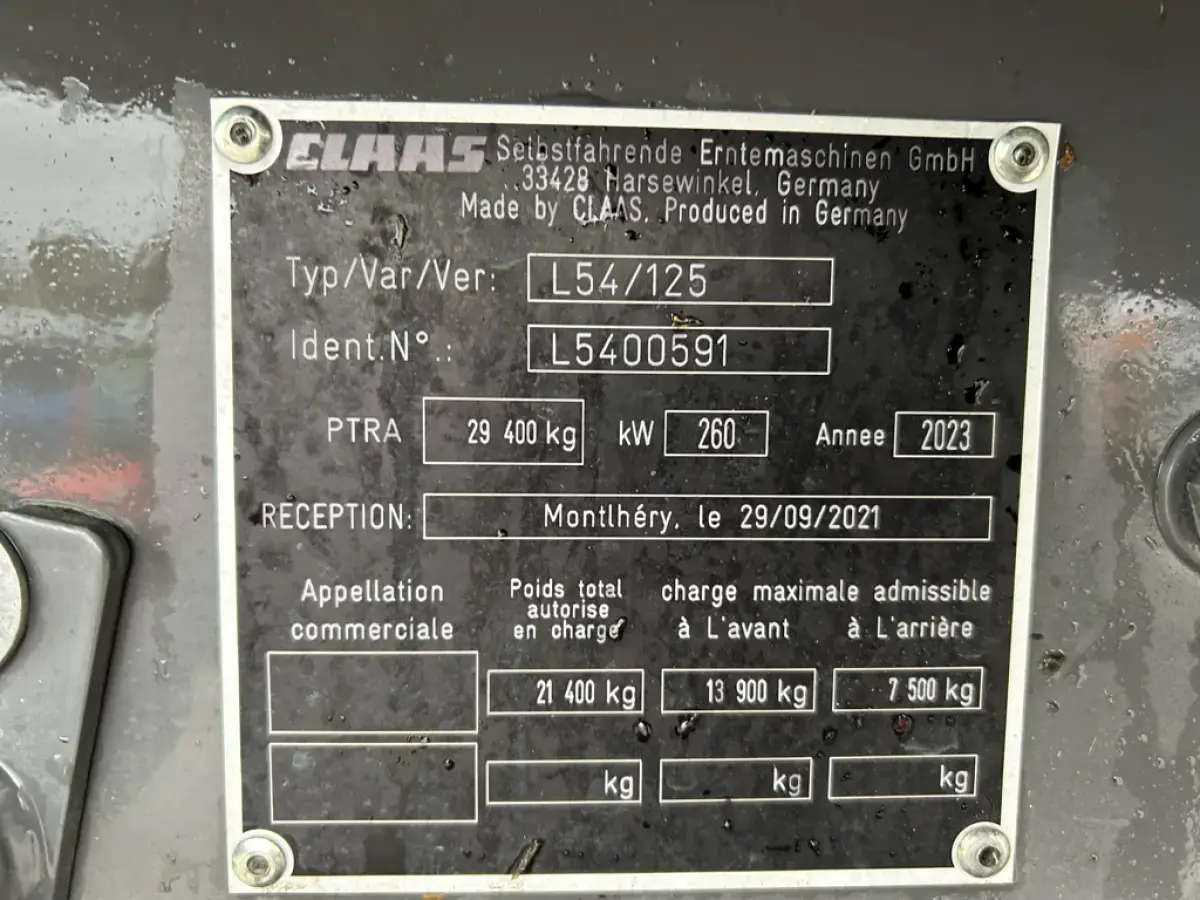 CLAAS Selbstfahrende Erntemaschinen GmbH
33428 Harsewinkel, Germany
Made by CLAAS, Produced in Germany
Typ/Var/Ver: L54/125
Ident.N°.: L5400591
PTRA 29 400 kg kW 260 Annee 2023
RECEPTION: Montlhéry, le 29/09/2021
Appellation commerciale
Poids total autorise en charge
charge maximale admissible
à L'avant à L'arrière
21 400 kg 13 900 kg 7 500 kg
kg kg kg